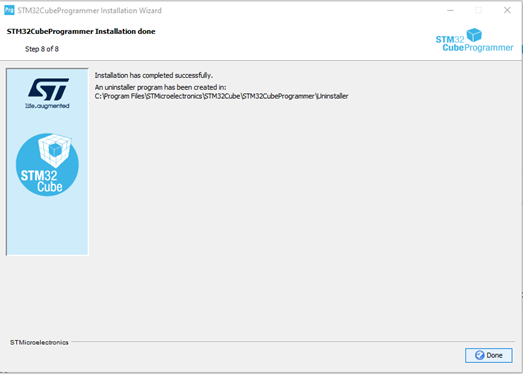 Prg STM32CubeProgrammer Installation Wizard
STM32CubeProgrammer Installation done
Step 8 of 8
STM32
CubeProgrammer
ST
life.augmented
STM32
Cube
Installation has completed successfully.
An uninstaller program has been created in:
C:\Program Files\STMicroelectronics\STM32Cube\STM32CubeProgrammer\Uninstaller
STMicroelectronics
Done